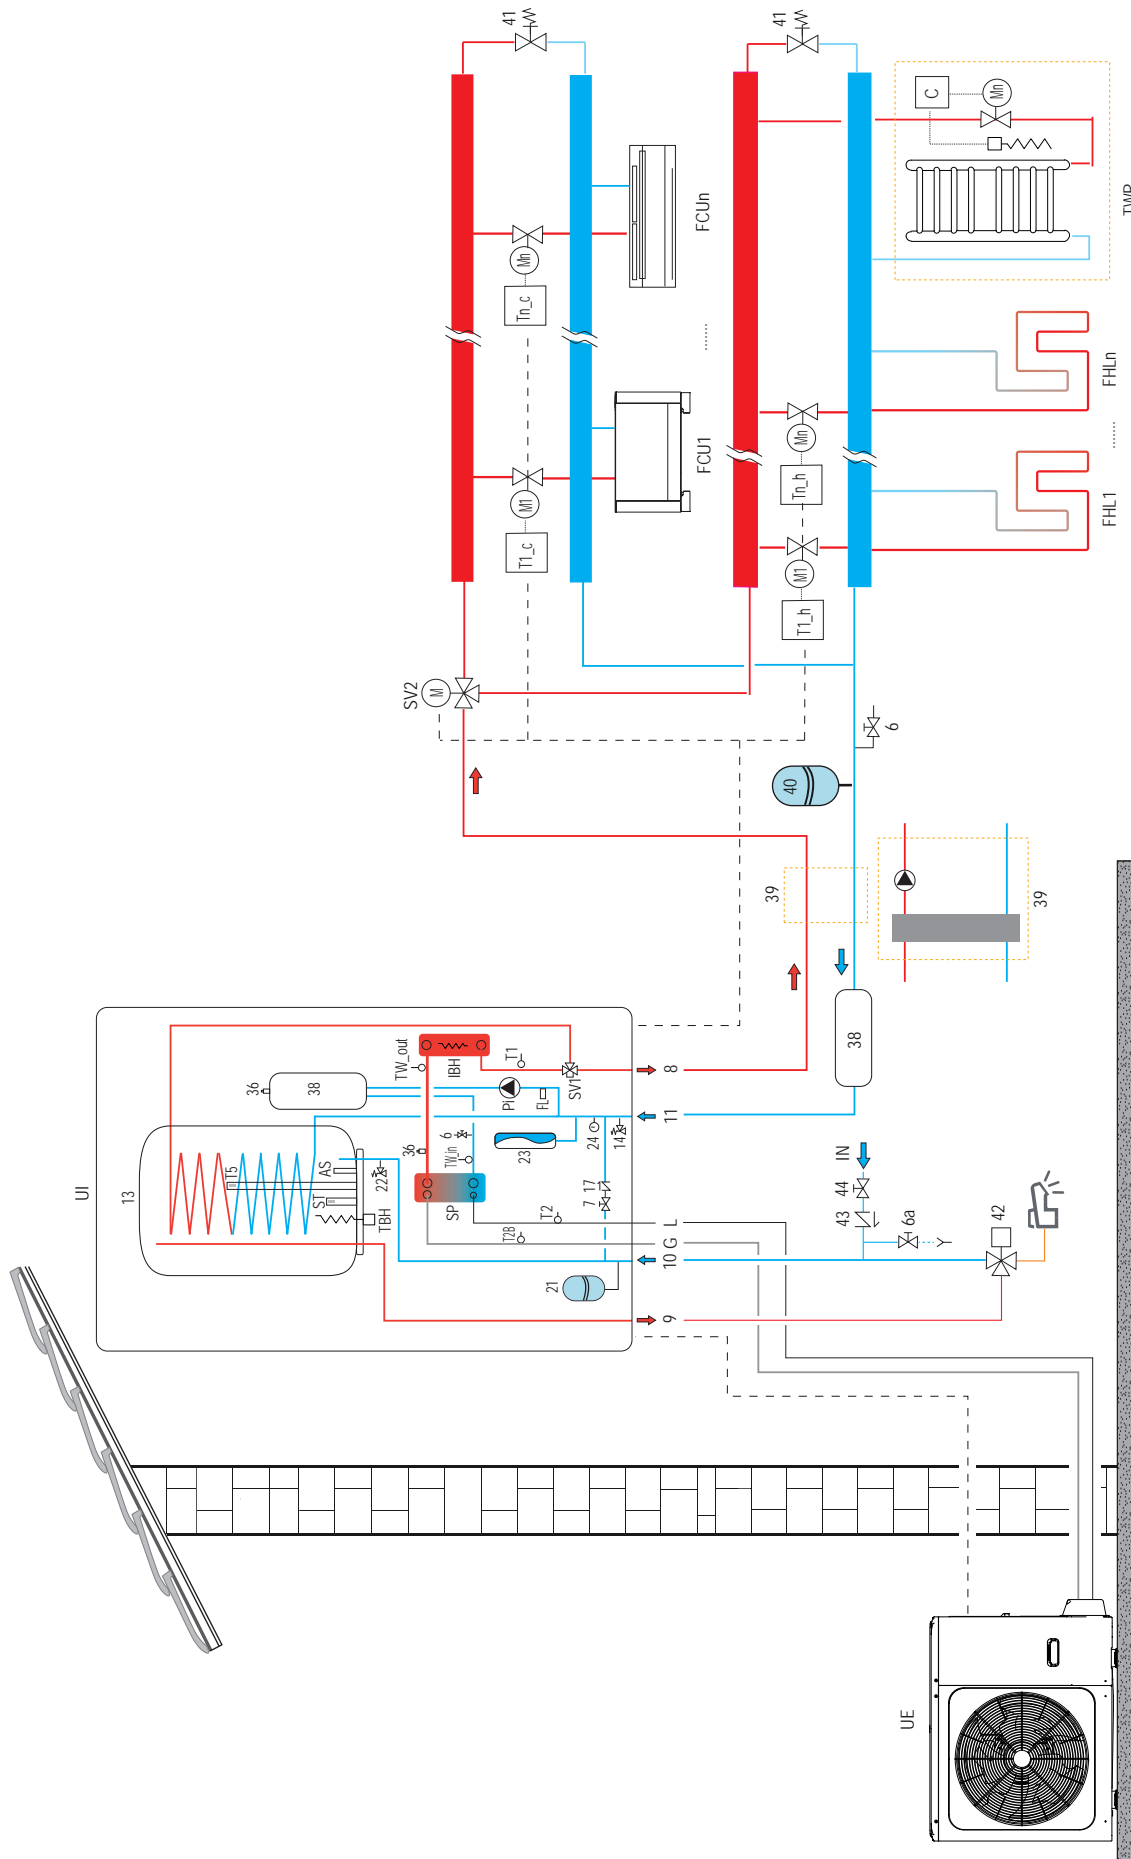 UI
13
ST
T5
AS
36
38
TBH
22
36
TW_out
TW_in
6
SP
IBH
T1
T2B
T2
Pi
FL
23
SV1
21
7
17
24
14
9
10
G
L
11
8
UE
SV2
M
T1_c
M1
Tn_c
Mn
41
FCU1
FCUn
39
40
T1_h
M1
Tn_h
Mn
41
IN
44
43
38
6
6a
42
39
C
Mn
FHL1
FHLn
TWR